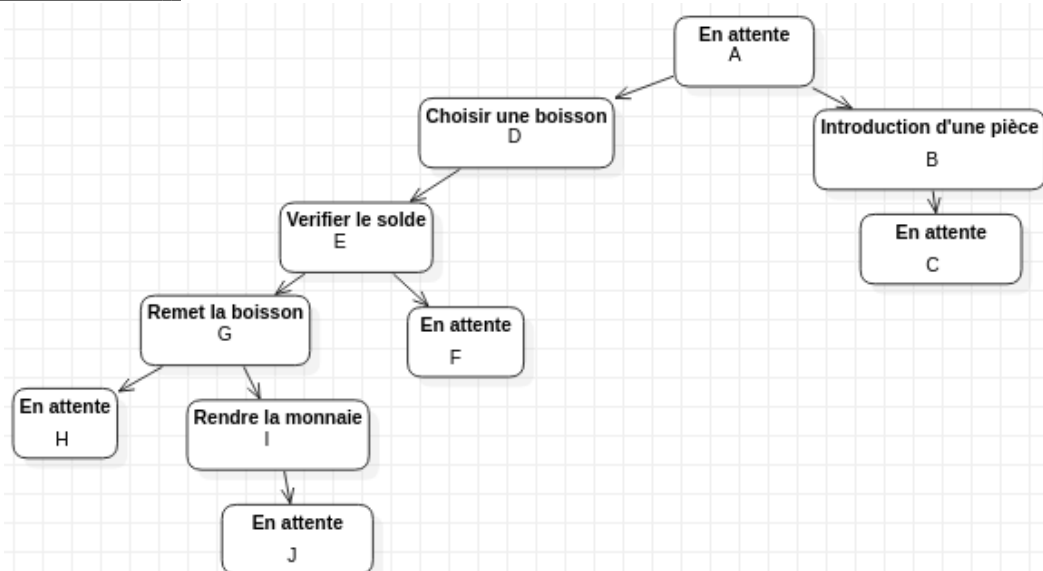 En attente
A
Choisir une boisson
D
Introduction d'une pièce
B
Verifier le solde
E
En attente
C
Remet la boisson
G
En attente
F
En attente
H
Rendre la monnaie
I
En attente
J